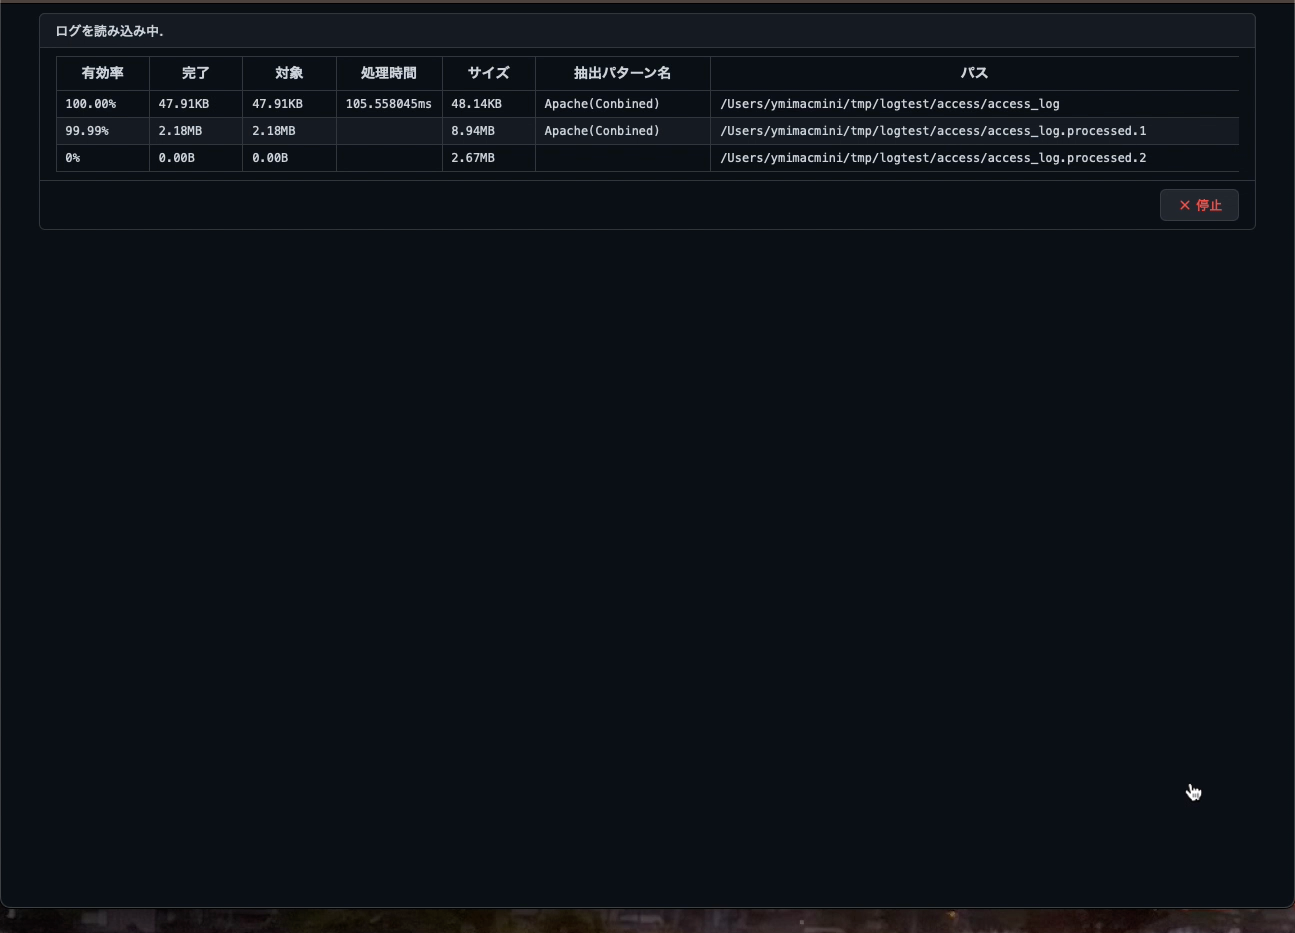 ログを読み込み中.
有効率 完了 対象 処理時間 サイズ 抽出パターン名 パス
100.00% 47.91KB 47.91KB 105.558045ms 48.14KB Apache(Conbined) /Users/ymimacmini/tmp/logtest/access/access_log
99.99% 2.18MB 2.18MB 8.94MB Apache(Conbined) /Users/ymimacmini/tmp/logtest/access/access_log.processed.1
0% 0.00B 0.00B 2.67MB /Users/ymimacmini/tmp/logtest/access/access_log.processed.2
× 停止